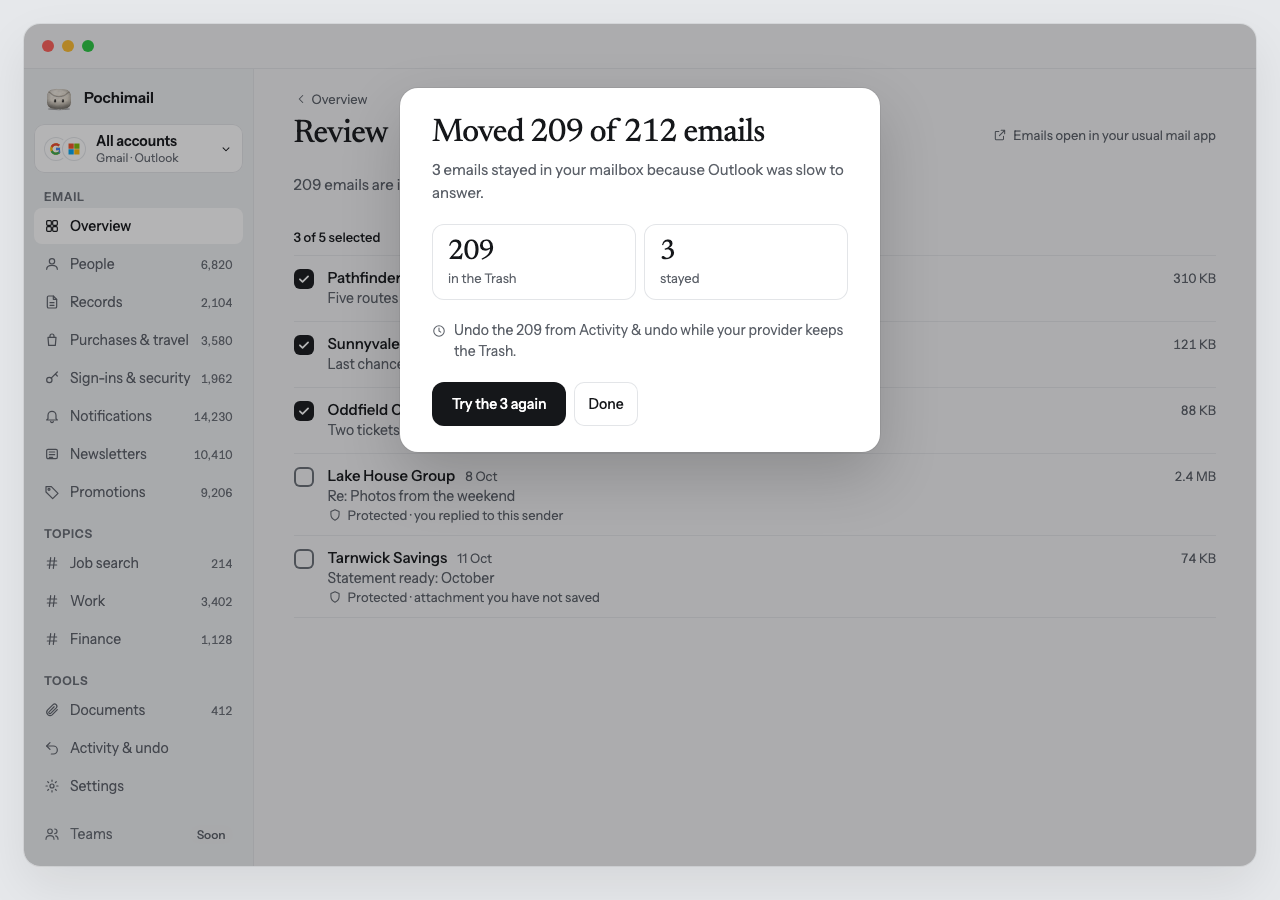 Pochimail
All accounts
Gmail · Outlook
EMAIL
Overview
People 6,820
Records 2,104
Purchases & travel 3,580
Sign-ins & security 1,962
Notifications 14,230
Newsletters 10,410
Promotions 9,206
TOPICS
Job search 214
Work 3,402
Finance 1,128
TOOLS
Documents 412
Activity & undo
Settings
Teams Soon
Overview
Review
Emails open in your usual mail app
209 emails are
3 of 5 selected
Pathfinder 310 KB
Five routes
Sunnyvale 121 KB
Last chance
Oddfield 88 KB
Two tickets
Lake House Group 8 Oct 2.4 MB
Re: Photos from the weekend
Protected · you replied to this sender
Tarnwick Savings 11 Oct 74 KB
Statement ready: October
Protected · attachment you have not saved
Moved 209 of 212 emails
3 emails stayed in your mailbox because Outlook was slow to
answer.
209
in the Trash
3
stayed
Undo the 209 from Activity & undo while your provider keeps
the Trash.
Try the 3 again
Done